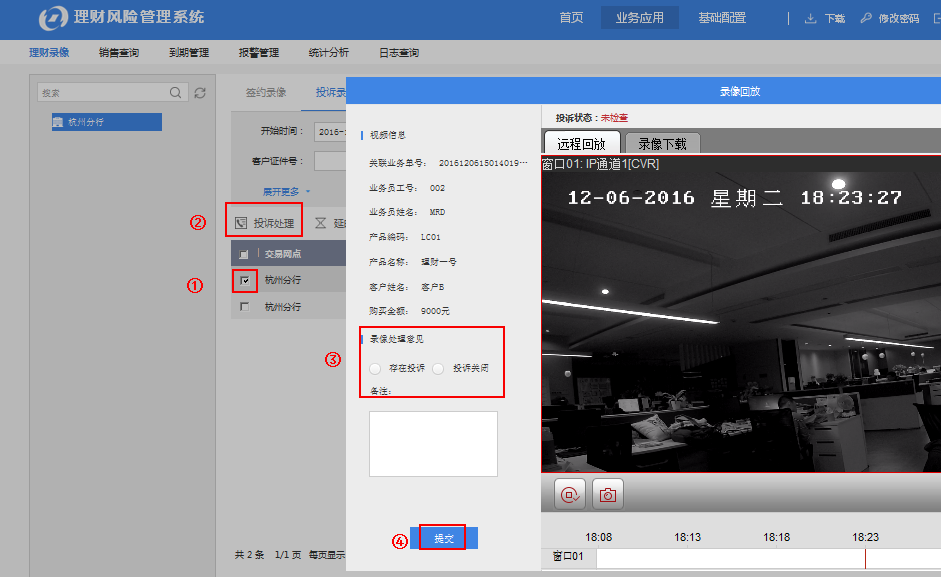 理财风险管理系统
首页 业务应用 基础配置 下载 修改密码
理财录像 销售查询 到期管理 报警管理 统计分析 日志查询
搜索
杭州分行
签约录像 投诉录
开始时间： 2016-
客户证件号：
展开更多
② 投诉处理
交易网点
① 杭州分行
杭州分行
共 2 条 1/1 页 每页显示
录像回放
视频信息
关联业务单号： 2016120615014019···
业务员工号： 002
业务员姓名： MRD
产品编码： LC01
产品名称： 理财一号
客户姓名： 客户B
购买金额： 9000元
③ 录像处理意见
存在投诉 投诉关闭
备注:
④ 提交
投诉状态：未检查
远程回放 录像下载
窗口01: IP通道1[CVR]
12-06-2016 星期二 18:23:27
18:08 18:13 18:18 18:23
窗口01